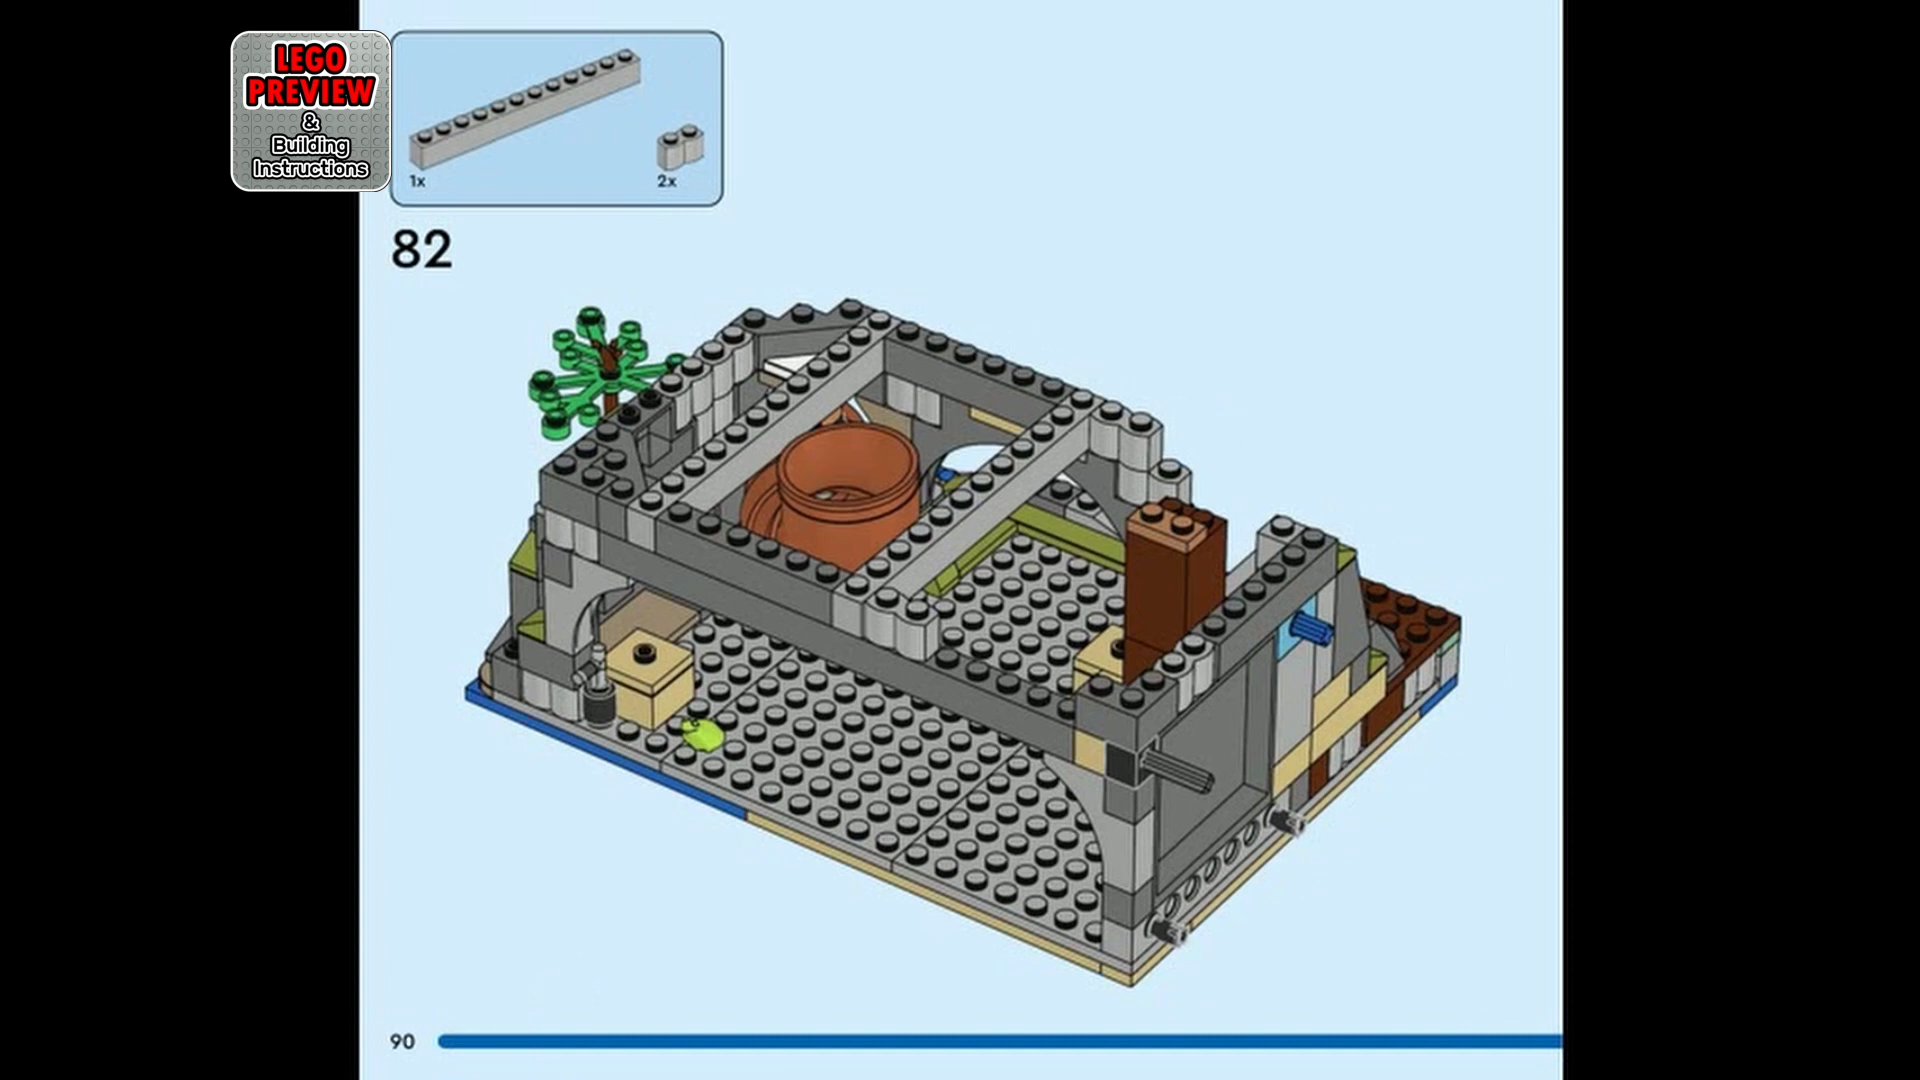 LEGO
PREVIEW
&
Building
Instructions
1x
2x
82
90